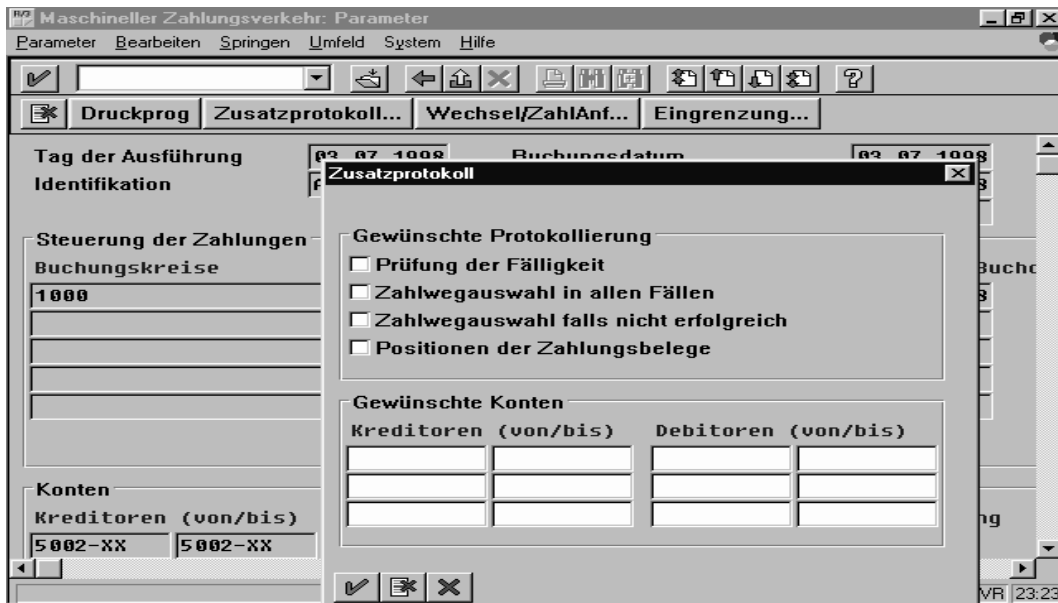 Maschineller Zahlungsverkehr: Parameter
Parameter Bearbeiten Springen Umfeld System Hilfe
Druckprog Zusatzprotokoll... Wechsel/ZahlAnf... Eingrenzung...
Tag der Ausführung 03.07.1998 Buchungsdatum 03.07.1998
Identifikation
Zusatzprotokoll
Steuerung der Zahlungen
Buchungskreise
1000
Gewünschte Protokollierung
Prüfung der Fälligkeit
Zahlwegauswahl in allen Fällen
Zahlwegauswahl falls nicht erfolgreich
Positionen der Zahlungsbelege
Gewünschte Konten
Kreditoren (von/bis) Debitoren (von/bis)
Konten
Kreditoren (von/bis)
5002-XX 5002-XX
VR 23:23